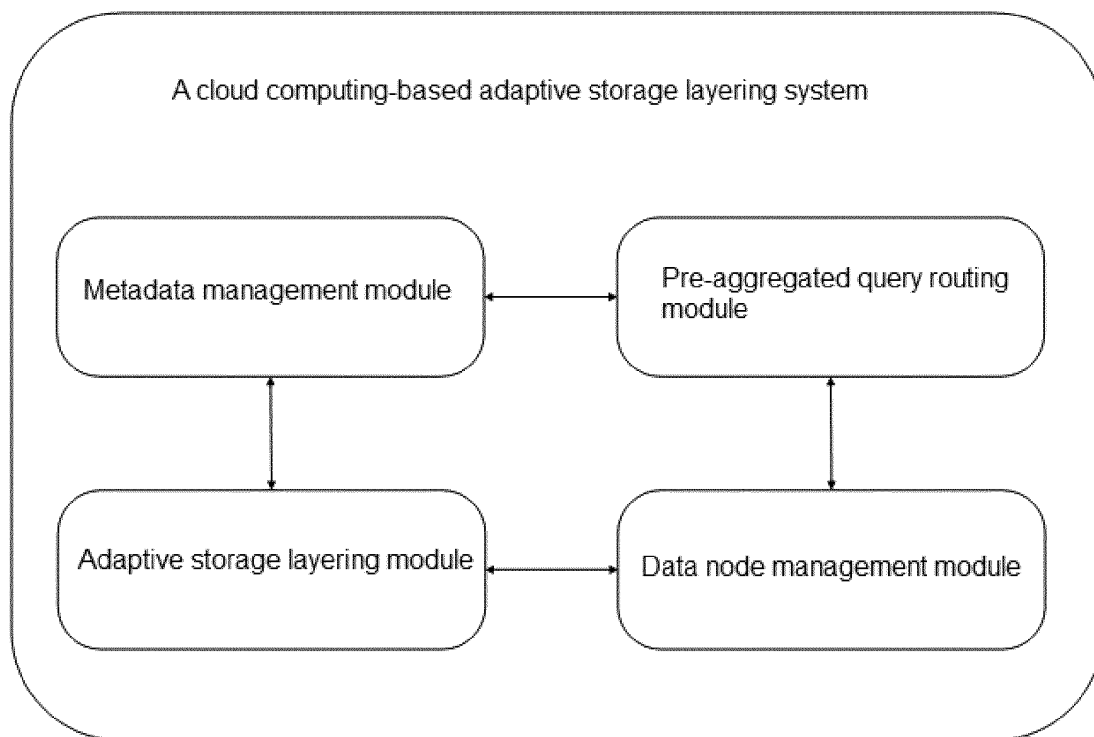 A cloud computing-based adaptive storage layering system
Metadata management module
Pre-aggregated query routing
module
Adaptive storage layering module
Data node management module